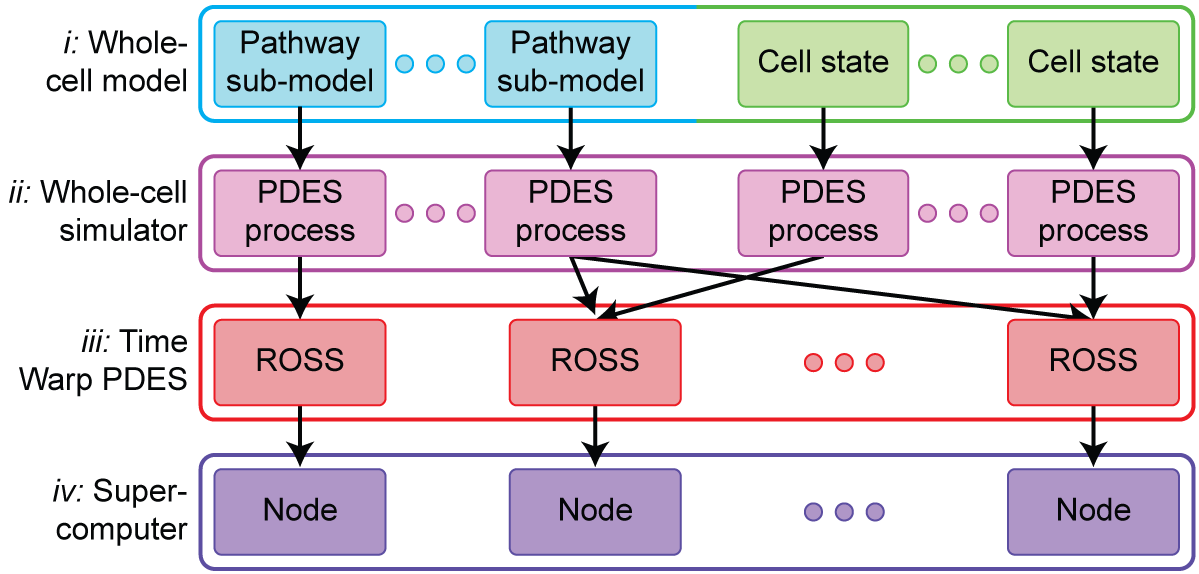 i: Whole-
cell model
Pathway
sub-model
Pathway
sub-model
Cell state
Cell state
ii: Whole-cell
simulator
PDES
process
PDES
process
PDES
process
PDES
process
iii: Time
Warp PDES
ROSS
ROSS
ROSS
iv: Super-
computer
Node
Node
Node